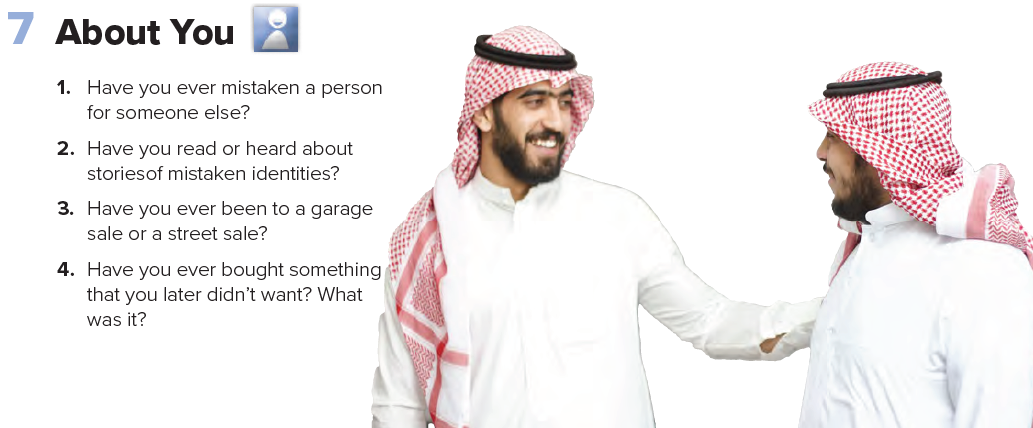 7 About You
1. Have you ever mistaken a person
for someone else?
2. Have you read or heard about
storiesof mistaken identities?
3. Have you ever been to a garage
sale or a street sale?
4. Have you ever bought something
that you later didn’t want? What
was it?